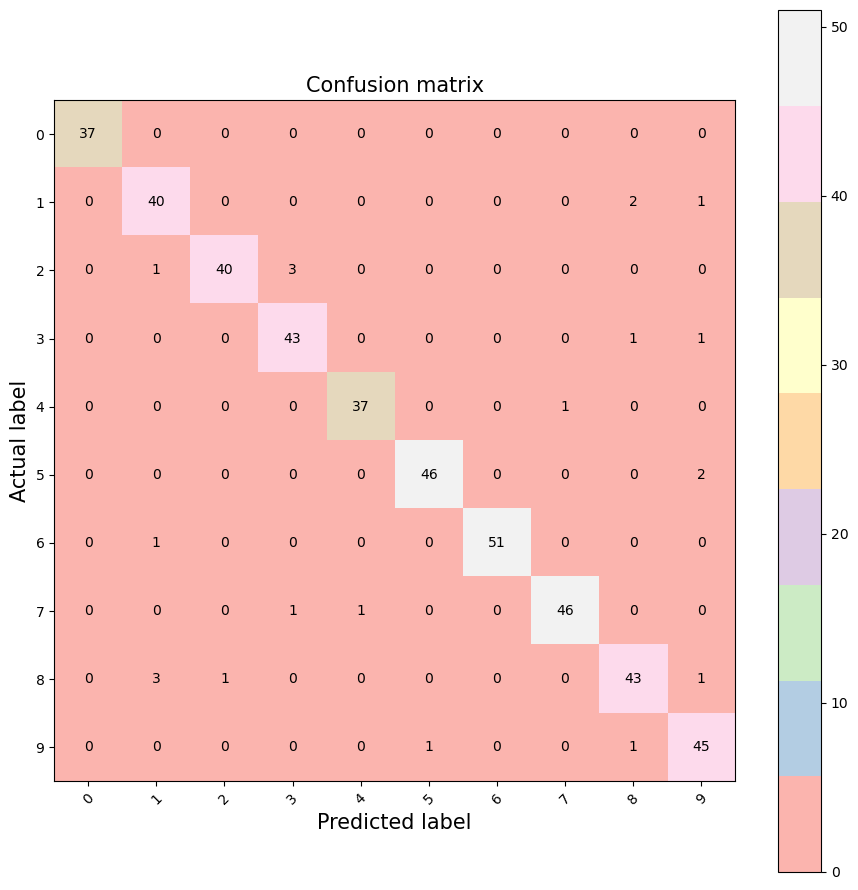 Confusion matrix
50
0 37 0 0 0 0 0 0 0 0 0
1 0 40 0 0 0 0 0 0 2 1
40
2 0 1 40 3 0 0 0 0 0 0
3 0 0 0 43 0 0 0 0 1 1
30
4 0 0 0 0 37 0 0 1 0 0
Actual label
5 0 0 0 0 0 46 0 0 0 2
20
6 0 1 0 0 0 0 51 0 0 0
7 0 0 0 1 1 0 0 46 0 0
8 0 3 1 0 0 0 0 0 43 1
10
9 0 0 0 0 0 1 0 0 1 45
0 1 2 3 4 5 6 7 8 9
Predicted label
0